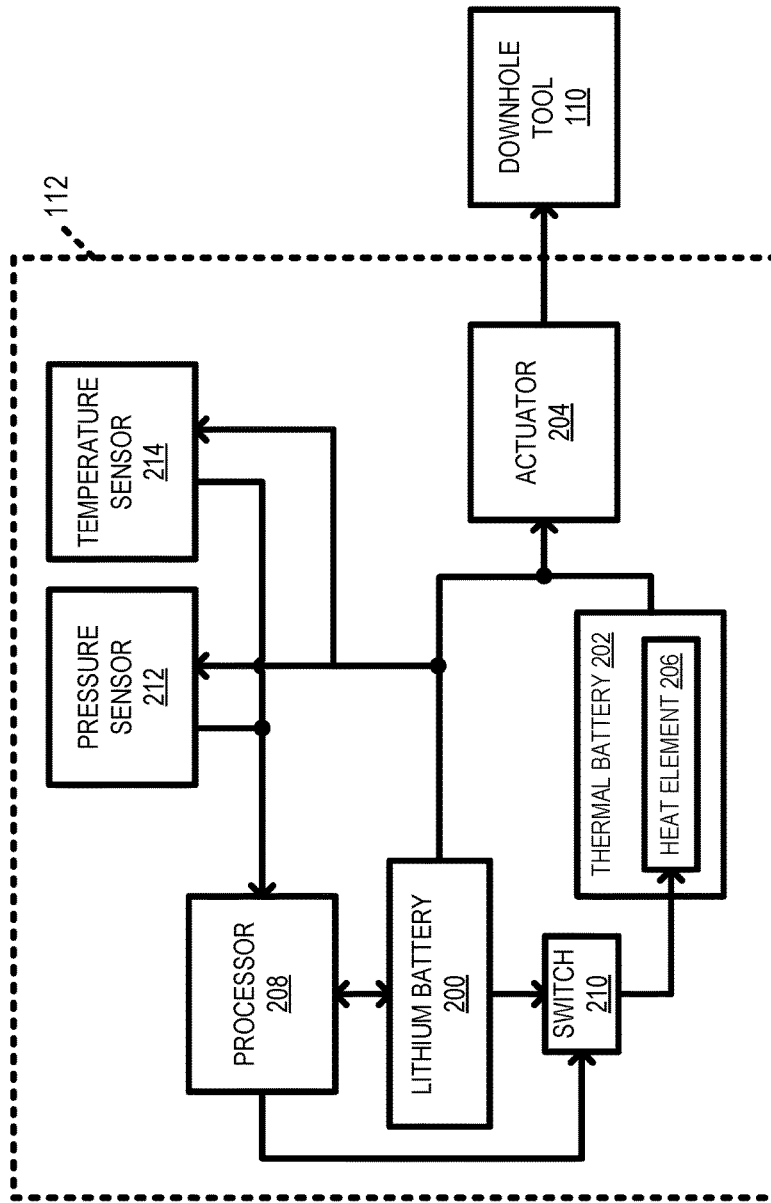 112
PRESSURE
SENSOR
212
TEMPERATURE
SENSOR
214
PROCESSOR
208
LITHIUM BATTERY
200
SWITCH
210
THERMAL BATTERY 202
HEAT ELEMENT 206
ACTUATOR
204
DOWNHOLE
TOOL
110